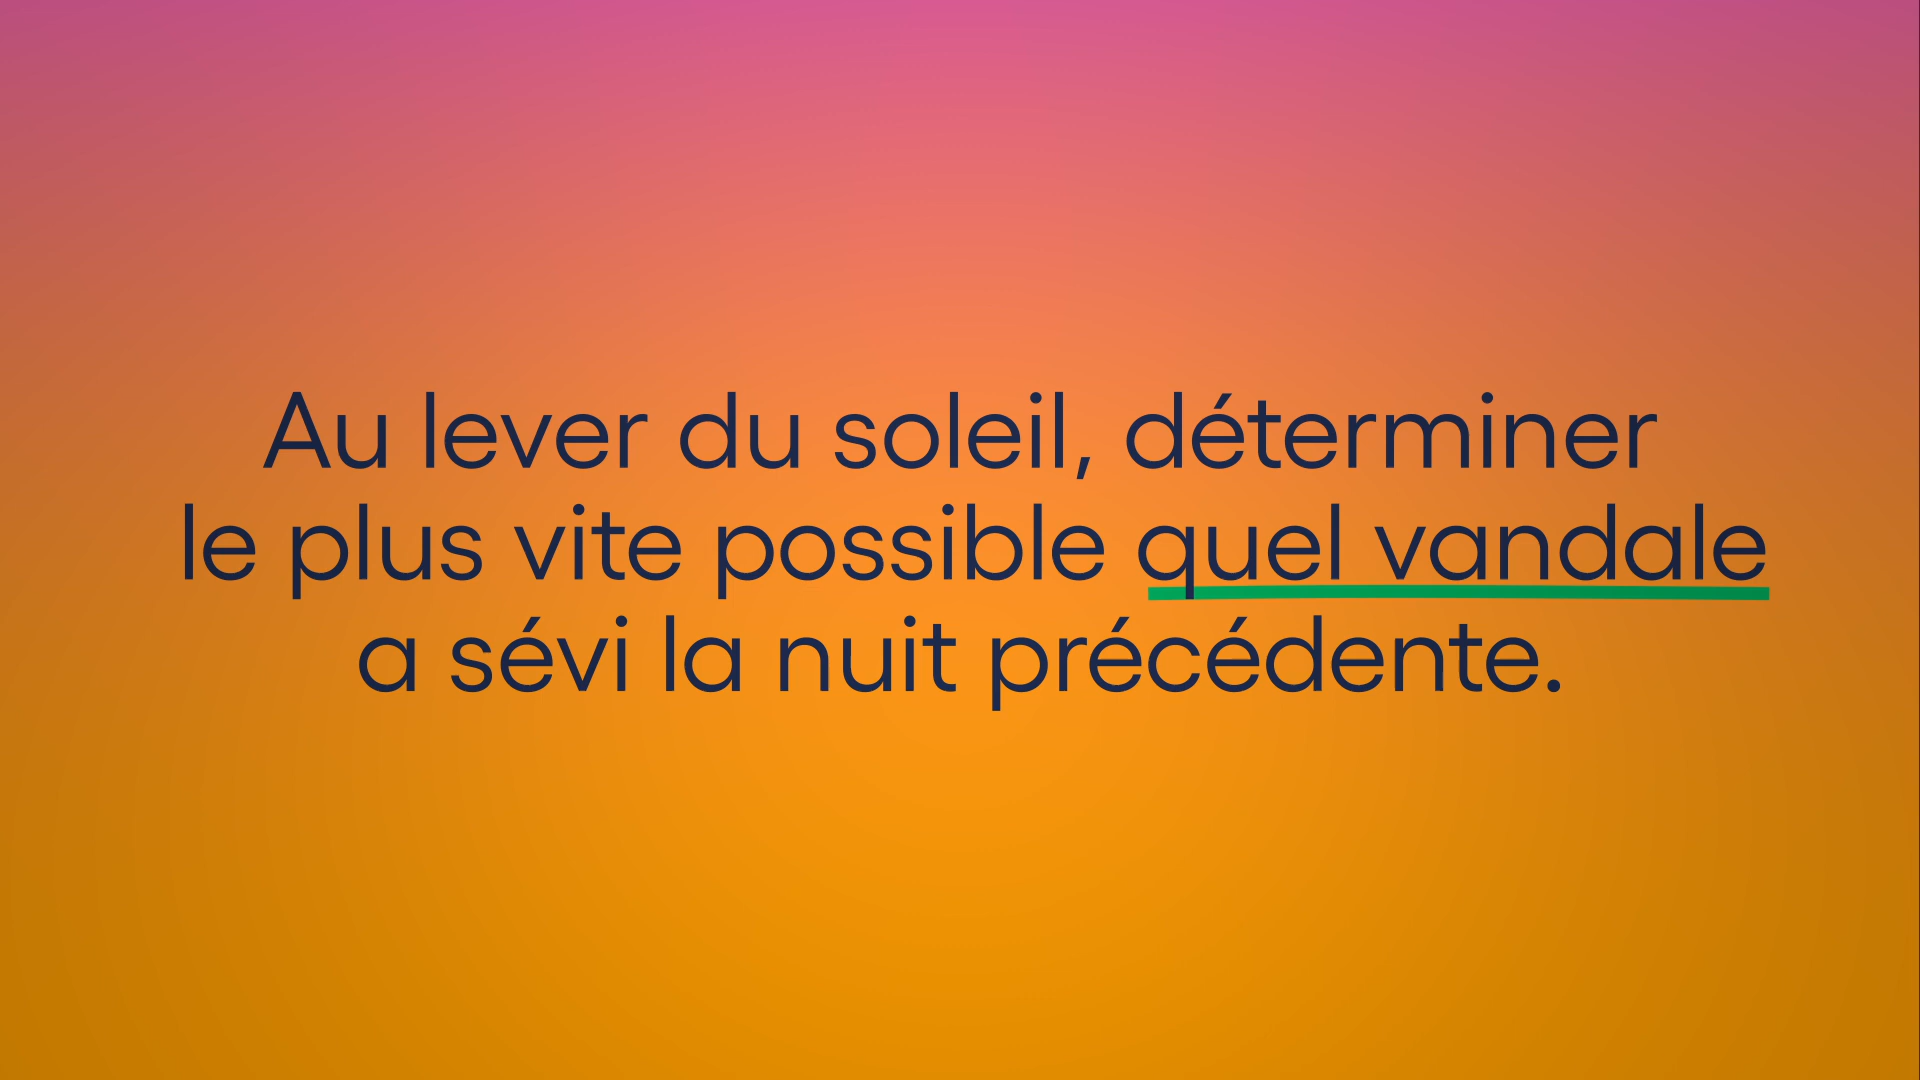 Au lever du soleil, déterminer
le plus vite possible quel vandale
a sévi la nuit précédente.